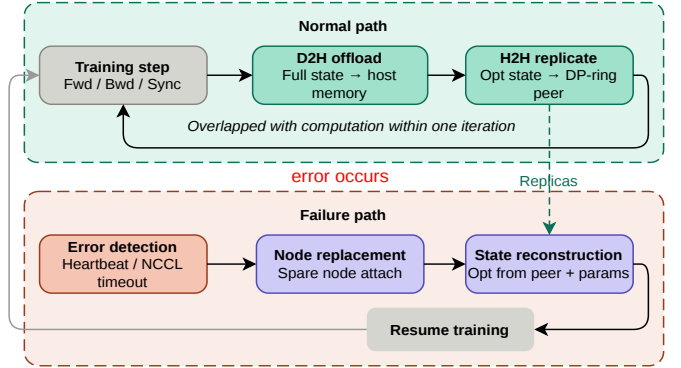 Normal path
Training step
Fwd / Bwd / Sync
D2H offload
Full state → host
memory
H2H replicate
Opt state → DP-ring
peer
Overlapped with computation within one iteration
error occurs
Replicas
Failure path
Error detection
Heartbeat / NCCL
timeout
Node replacement
Spare node attach
State reconstruction
Opt from peer + params
Resume training